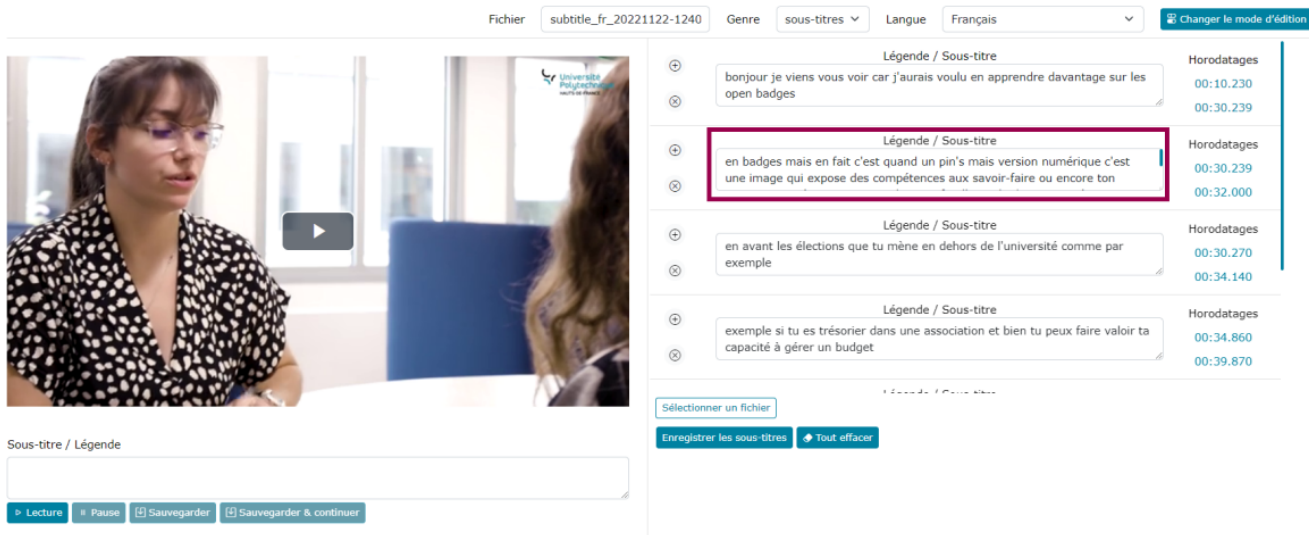 Fichier subtitle_fr_20221122-1240 Genre sous-titres Langue Français Changer le mode d'édition
Université
Polytechnique
HAUTS-DE-FRANCE
Sous-titre / Légende
Lecture Pause Sauvegarder Sauvegarder & continuer
Légende / Sous-titre
bonjour je viens vous voir car j'aurais voulu en apprendre davantage sur les
open badges
Horodatages
00:10.230
00:30.239
Légende / Sous-titre
en badges mais en fait c'est quand un pin's mais version numérique c'est
une image qui expose des compétences aux savoir-faire ou encore ton
Horodatages
00:30.239
00:32.000
Légende / Sous-titre
en avant les élections que tu mène en dehors de l'université comme par
exemple
Horodatages
00:30.270
00:34.140
Légende / Sous-titre
exemple si tu es trésorier dans une association et bien tu peux faire valoir ta
capacité à gérer un budget
Horodatages
00:34.860
00:39.870
Légende / Sous-titre
Sélectionner un fichier
Enregistrer les sous-titres Tout effacer